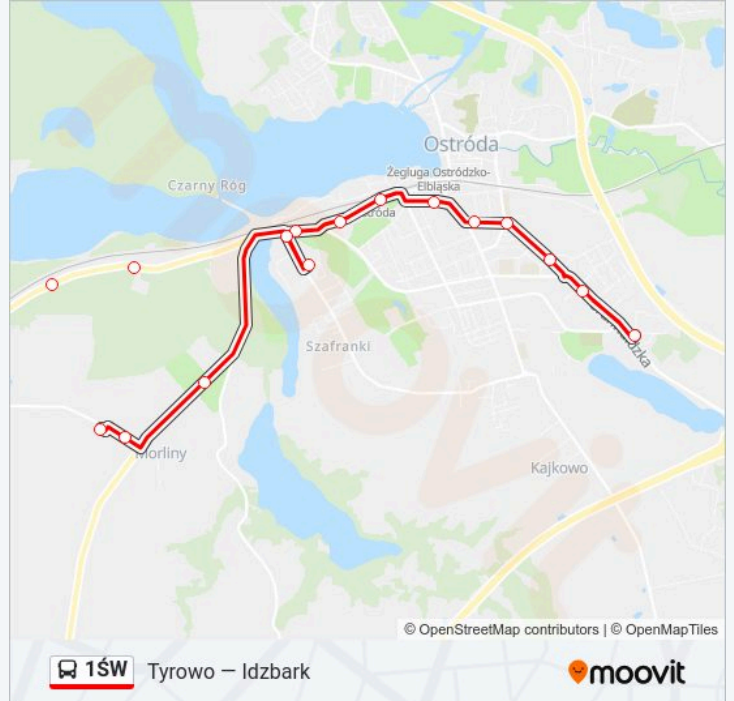 Ostróda
Żegluga Ostródzko-
Elbląska
Czarny Róg
Szafranki
Morliny
Kajkowo
© OpenStreetMap contributors | © OpenMapTiles
1ŚW
Tyrowo — Idzbark
moovit